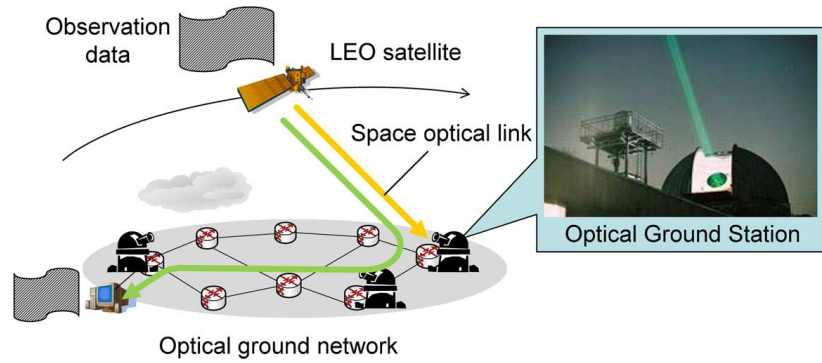 Observation
data
LEO satellite
Space optical link
Optical Ground Station
Optical ground network